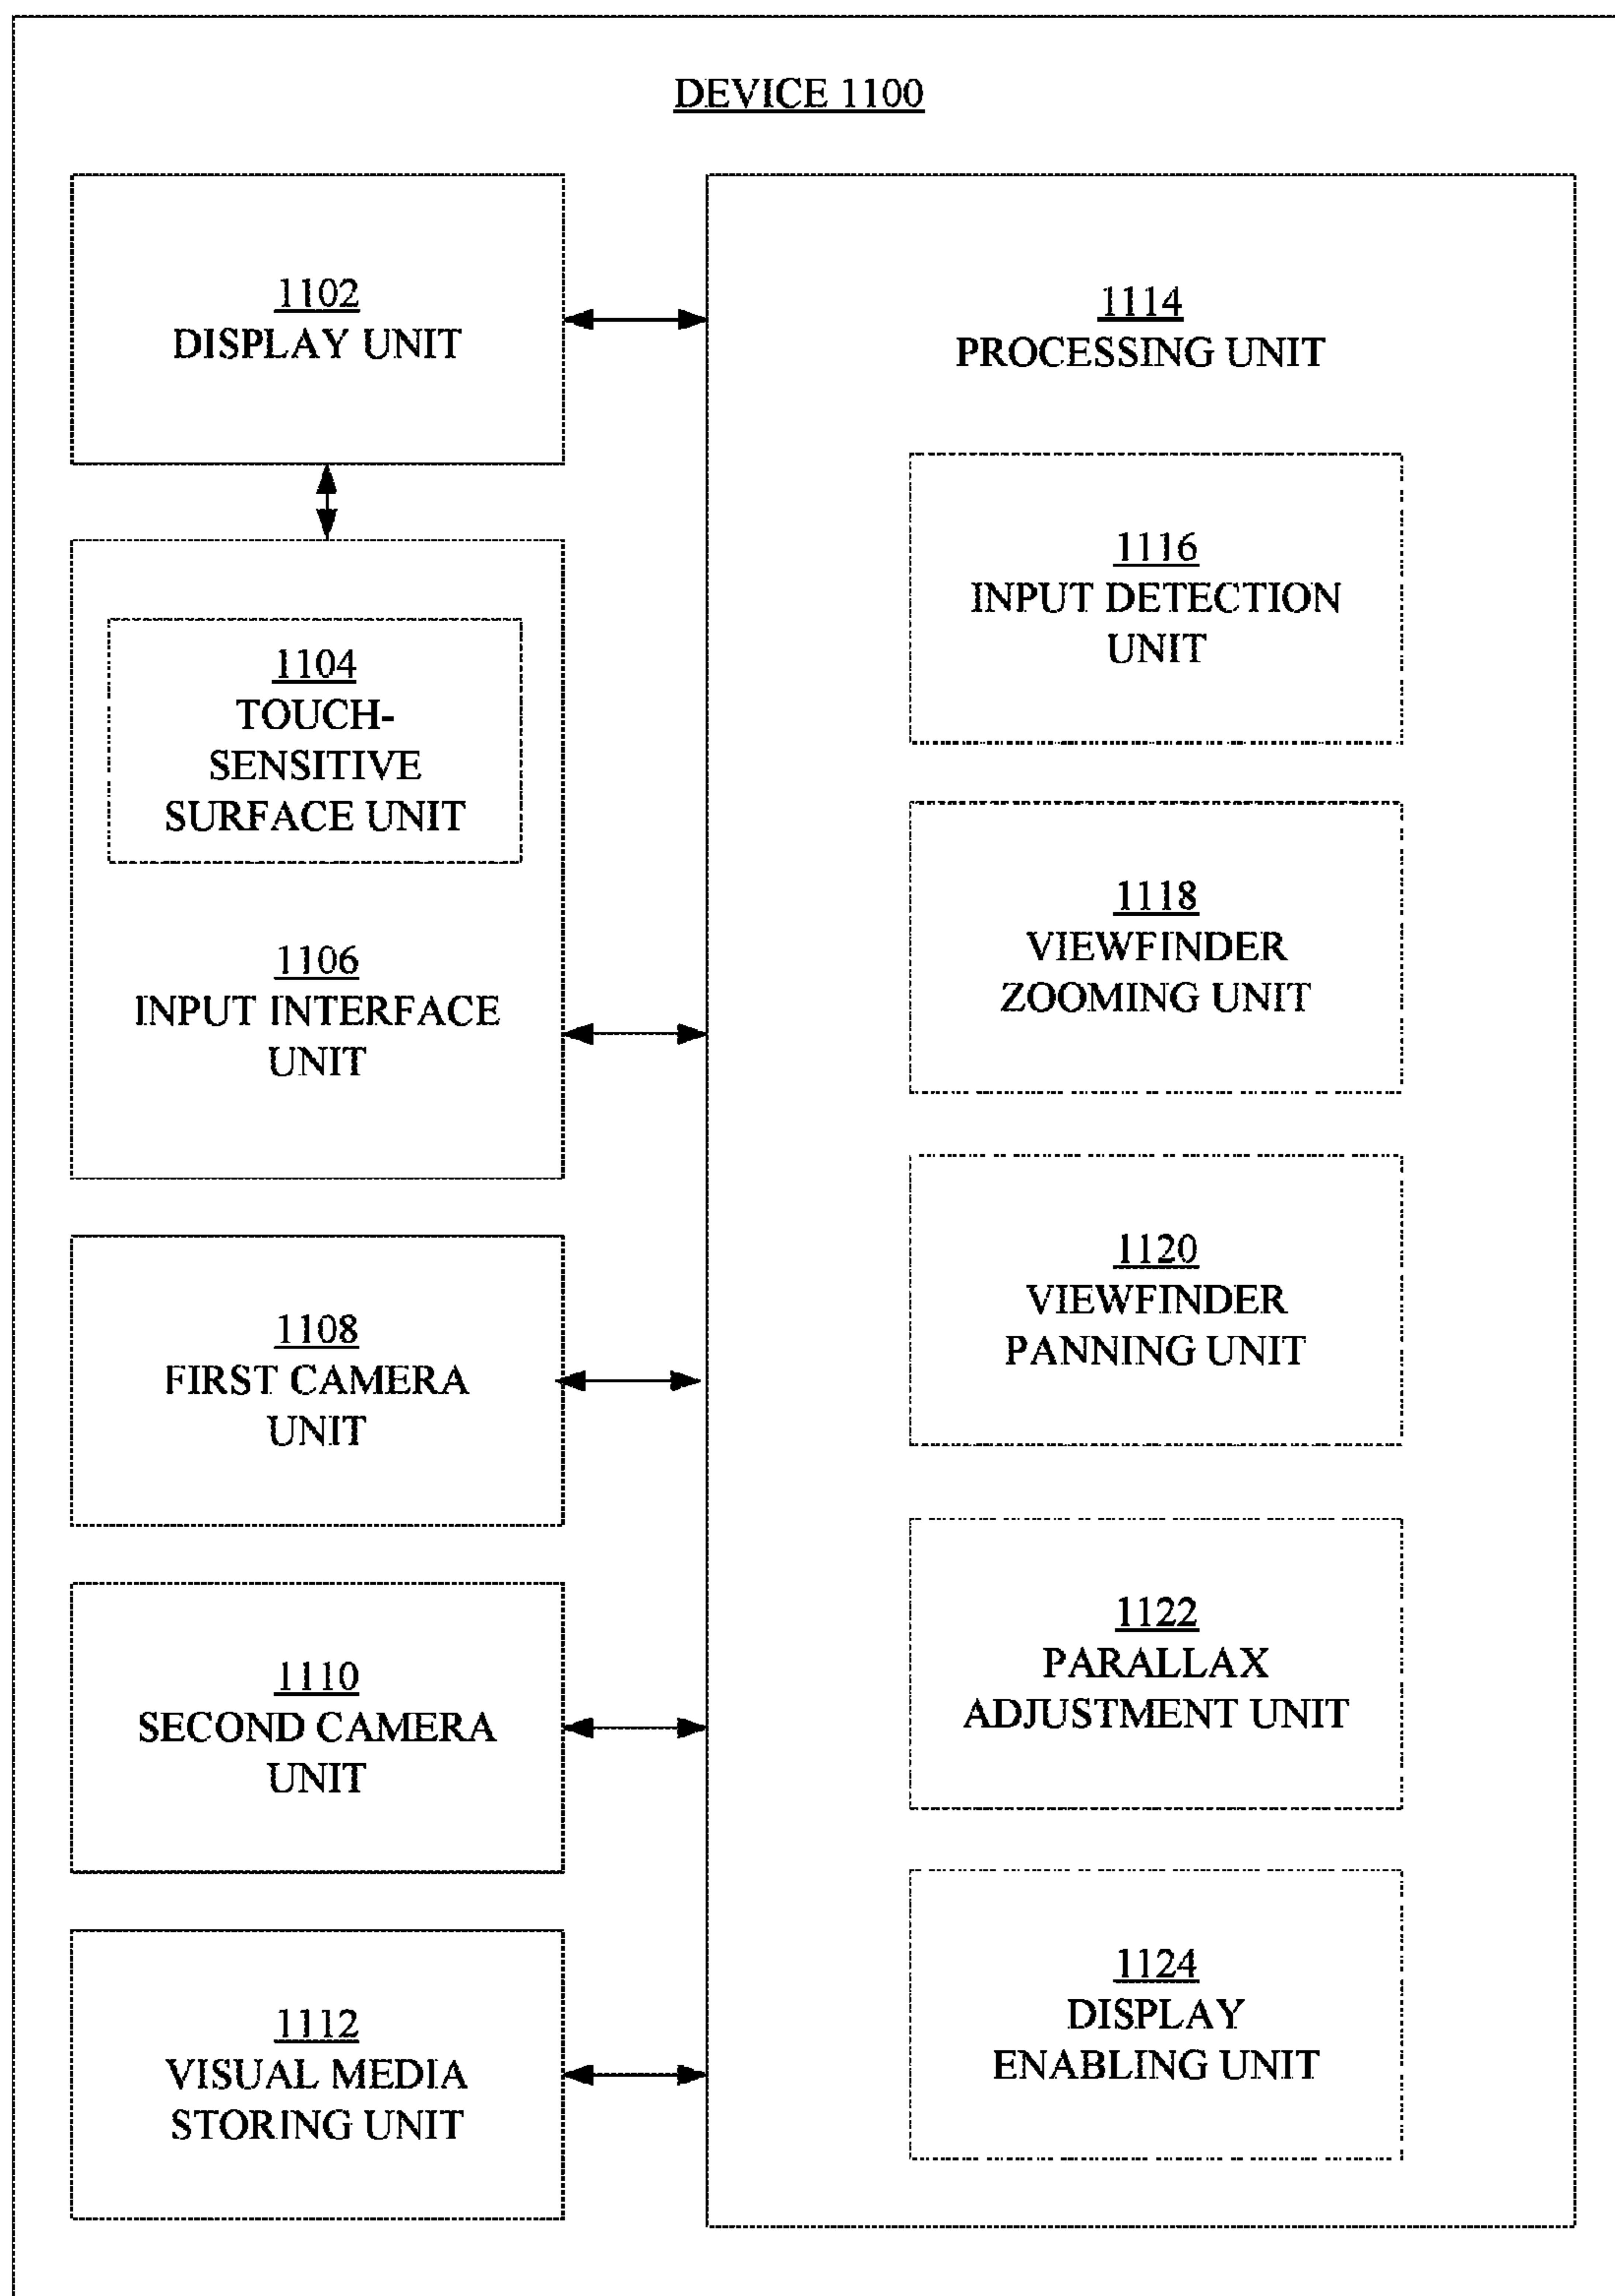 DEVICE 1100
1102
DISPLAY UNIT
1104
TOUCH-
SENSITIVE
SURFACE UNIT
1106
INPUT INTERFACE
UNIT
1108
FIRST CAMERA
UNIT
1110
SECOND CAMERA
UNIT
1112
VISUAL MEDIA
STORING UNIT
1114
PROCESSING UNIT
1116
INPUT DETECTION
UNIT
1118
VIEWFINDER
ZOOMING UNIT
1120
VIEWFINDER
PANNING UNIT
1122
PARALLAX
ADJUSTMENT UNIT
1124
DISPLAY
ENABLING UNIT